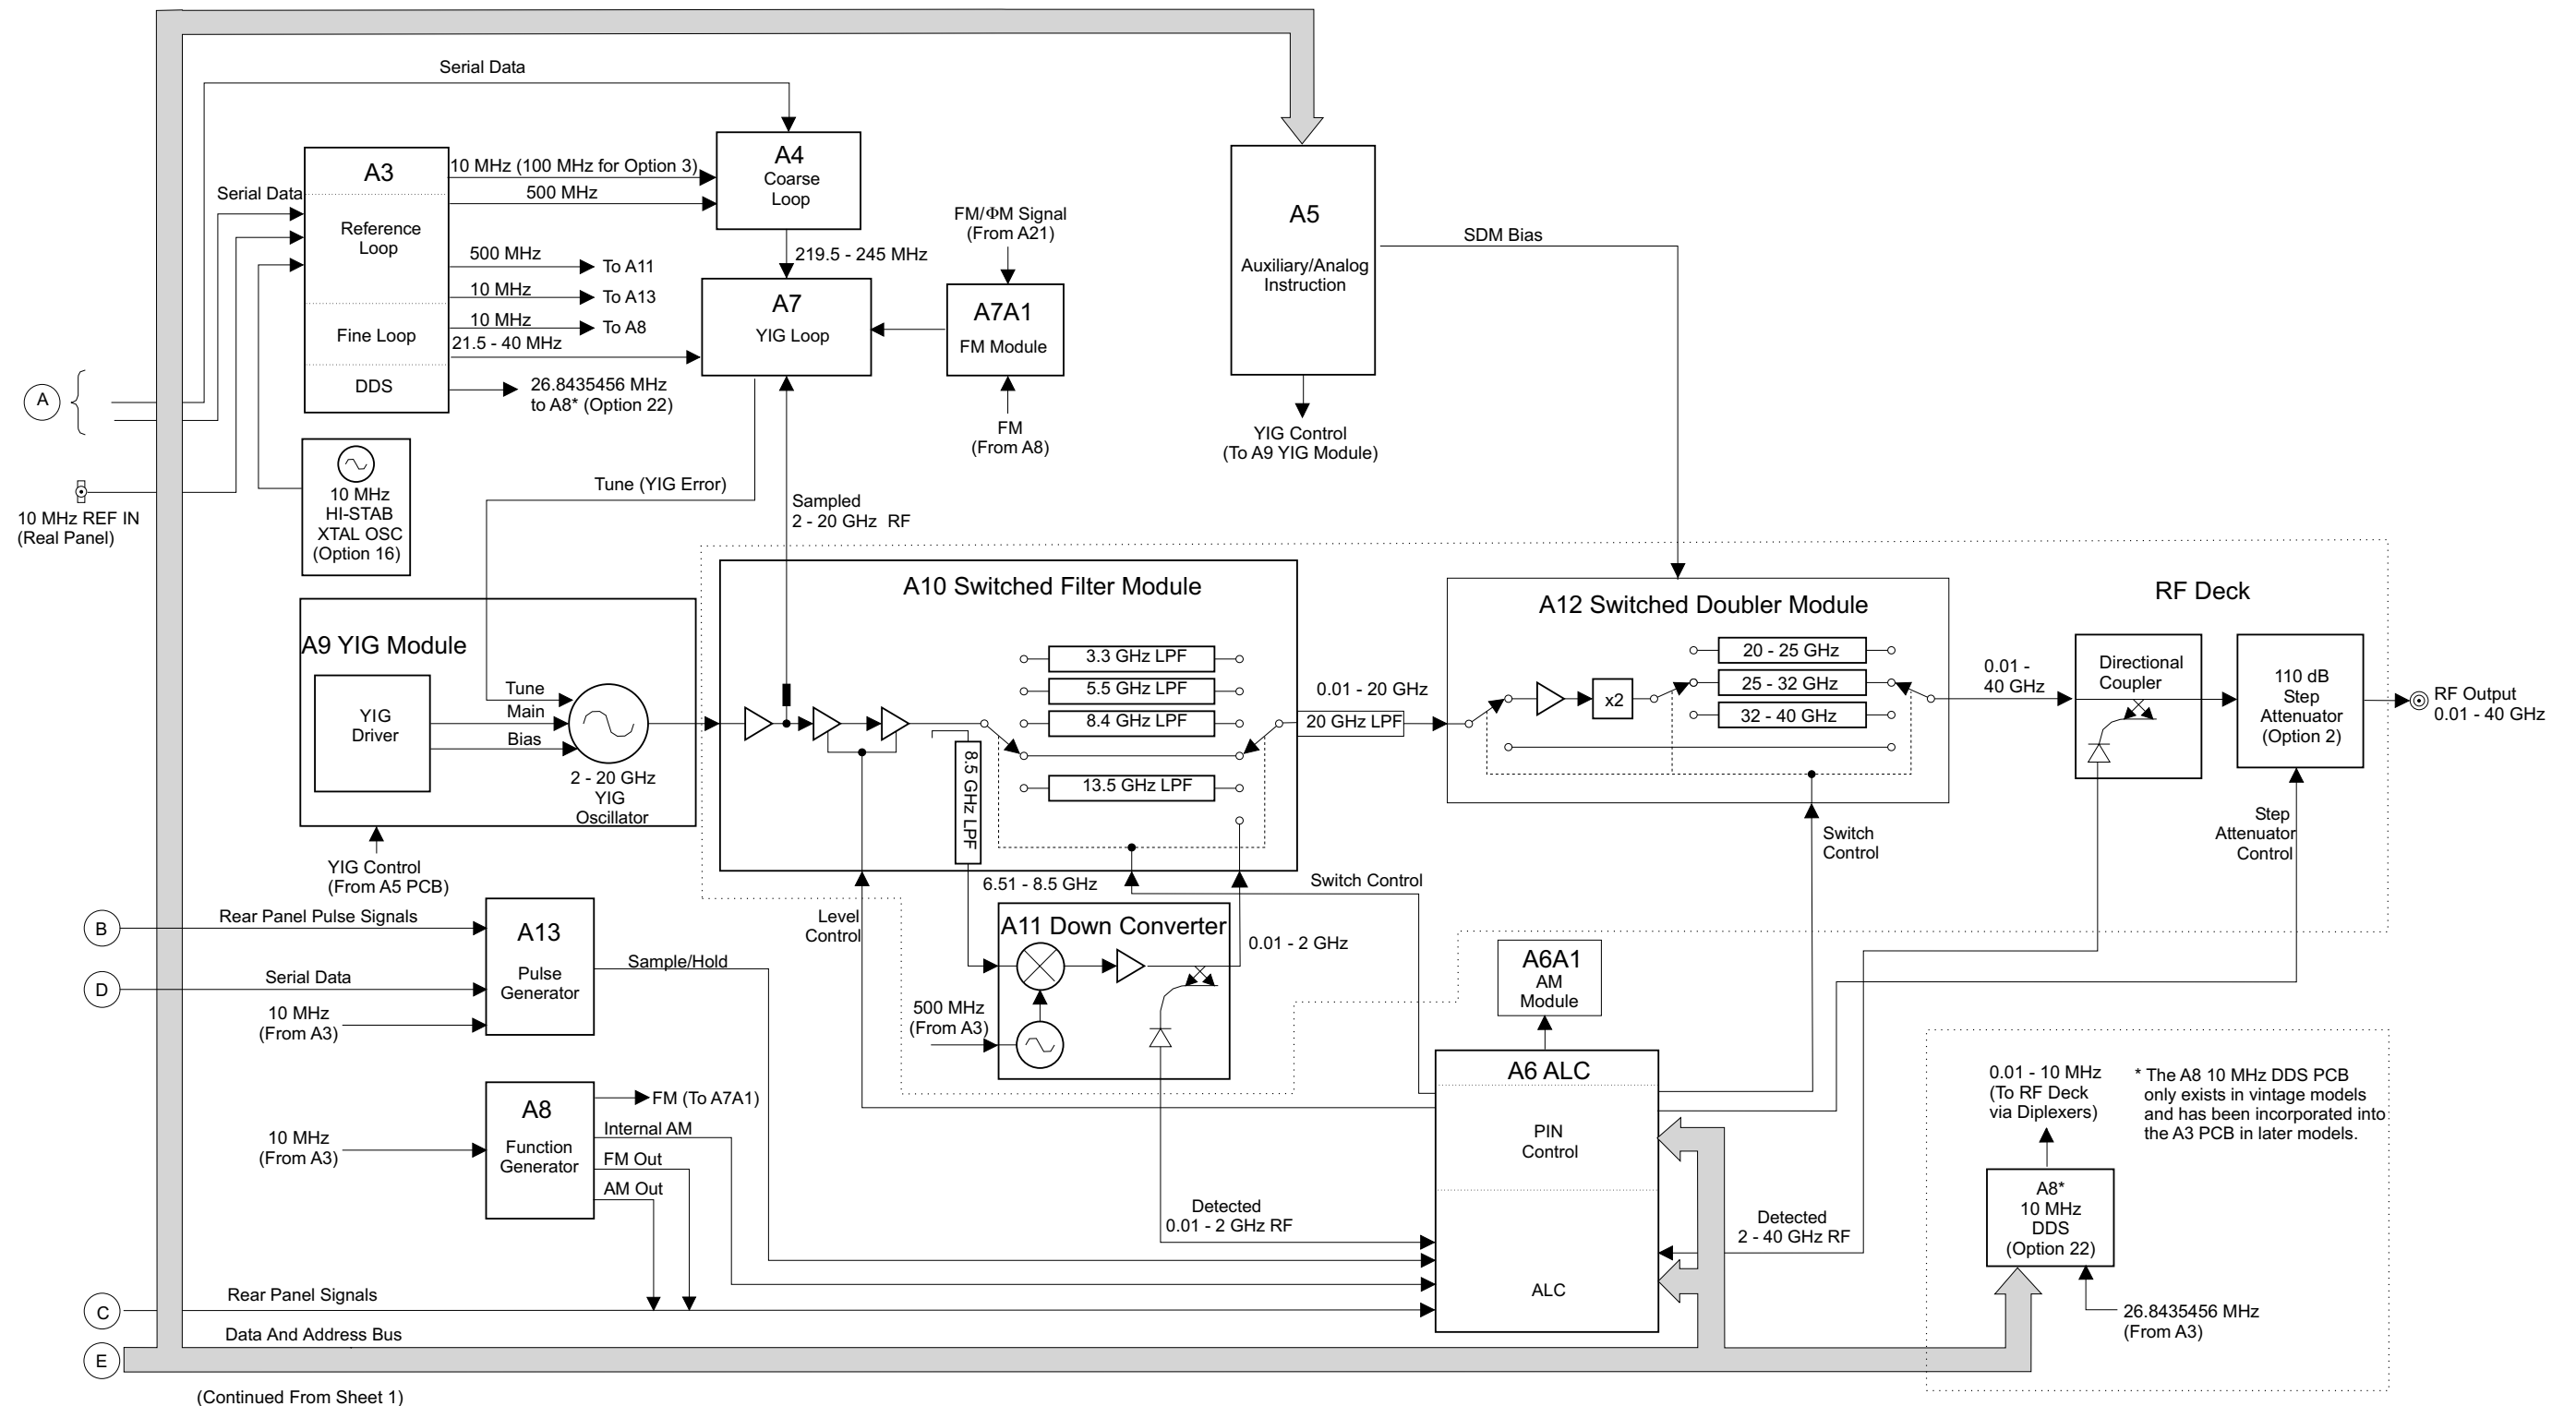 Serial Data
A3
Reference
Loop
Fine Loop
DDS
Serial Data
10 MHz (100 MHz for Option 3)
500 MHz
500 MHz
To A11
10 MHz
To A13
10 MHz
To A8
21.5 - 40 MHz
26.8435456 MHz
to A8* (Option 22)
A4
Coarse
Loop
219.5 - 245 MHz
A7
YIG Loop
FM/ΦM Signal
(From A21)
A7A1
FM Module
FM
(From A8)
A5
Auxiliary/Analog
Instruction
SDM Bias
YIG Control
(To A9 YIG Module)
A
10 MHz REF IN
(Real Panel)
10 MHz
HI-STAB
XTAL OSC
(Option 16)
Tune (YIG Error)
Sampled
2 - 20 GHz RF
A9 YIG Module
YIG
Driver
Tune
Main
Bias
2 - 20 GHz
YIG
Oscillator
YIG Control
(From A5 PCB)
A10 Switched Filter Module
3.3 GHz LPF
5.5 GHz LPF
8.4 GHz LPF
13.5 GHz LPF
8.5 GHz LPF
0.01 - 20 GHz
20 GHz LPF
A12 Switched Doubler Module
x2
20 - 25 GHz
25 - 32 GHz
32 - 40 GHz
RF Deck
0.01 -
40 GHz
Directional
Coupler
110 dB
Step
Attenuator
(Option 2)
RF Output
0.01 - 40 GHz
Switch
Control
Step
Attenuator
Control
6.51 - 8.5 GHz
Switch Control
Level
Control
A11 Down Converter
0.01 - 2 GHz
500 MHz
(From A3)
B
Rear Panel Pulse Signals
D
Serial Data
10 MHz
(From A3)
A13
Pulse
Generator
Sample/Hold
A6A1
AM
Module
A6 ALC
PIN
Control
ALC
A8
Function
Generator
10 MHz
(From A3)
FM (To A7A1)
Internal AM
FM Out
AM Out
Detected
0.01 - 2 GHz RF
Detected
2 - 40 GHz RF
0.01 - 10 MHz
(To RF Deck
via Diplexers)
* The A8 10 MHz DDS PCB
only exists in vintage models
and has been incorporated into
the A3 PCB in later models.
A8*
10 MHz
DDS
(Option 22)
26.8435456 MHz
(From A3)
C
Rear Panel Signals
Data And Address Bus
E
(Continued From Sheet 1)